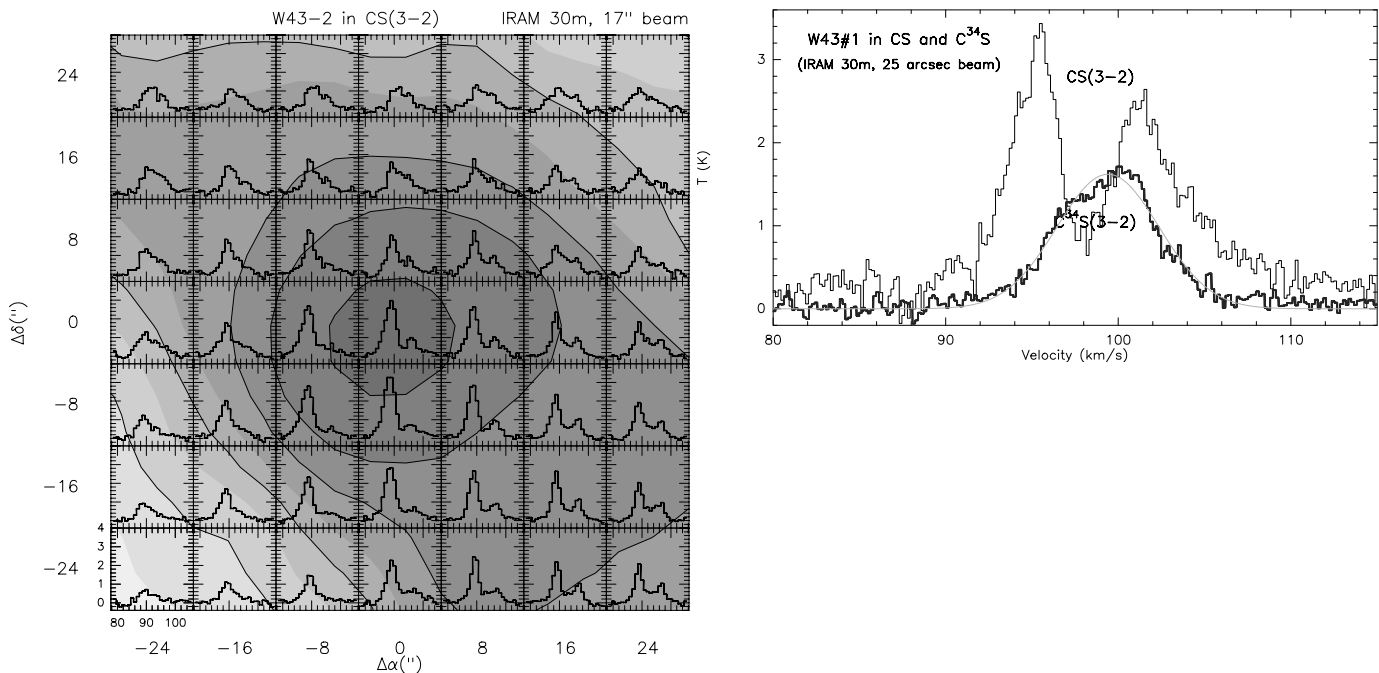 W43-2 in CS(3-2) IRAM 30m, 17'' beam
24
16
8
0
-8
-16
-24
Δδ('')
4
3
2
1
0
80 90 100
-24 -16 -8 0 8 16 24
Δα('')
W43#1 in CS and C³⁴S
(IRAM 30m, 25 arcsec beam)
CS(3-2)
C³⁴S(3-2)
T (K)
3
2
1
0
80 90 100 110
Velocity (km/s)